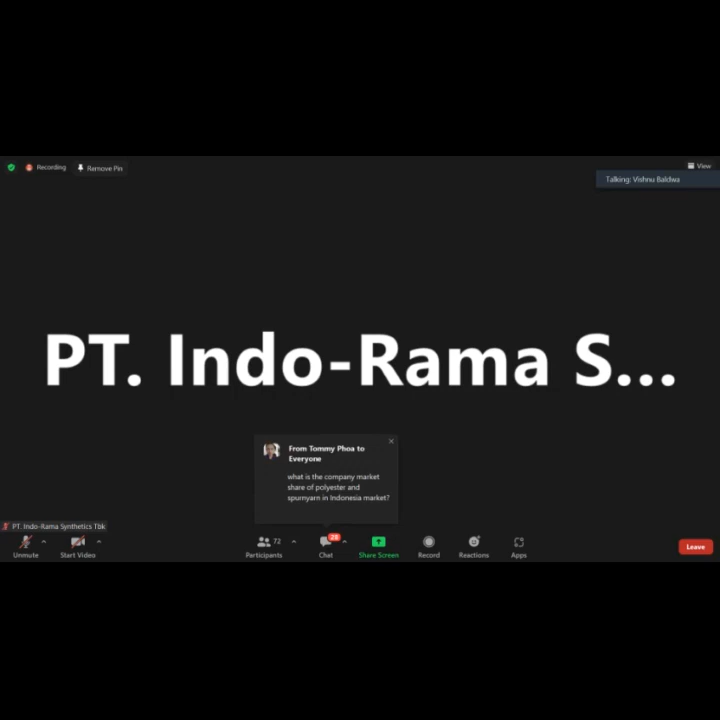 Recording
Remove Pin
View
Talking: Vishnu Baldwa
PT. Indo-Rama S...
From Tommy Phoa to
Everyone
what is the company market
share of polyester and
spurnyarn in Indonesia market?
PT. Indo-Rama Synthetics Tbk
72
28
Unmute
Start Video
Participants
Chat
Share Screen
Record
Reactions
Apps
Leave